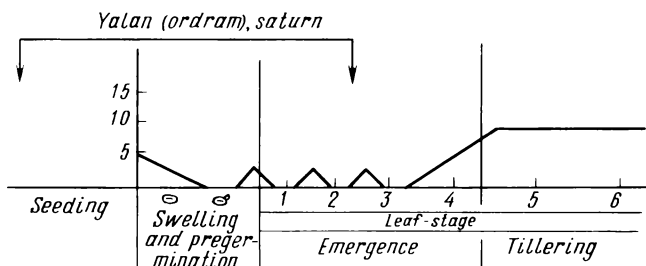 Yalan (ordram), saturn
15
10
5
1 2 3 4 5 6
Seeding
Swelling
and preger-
mination
Leaf-stage
Emergence
Tillering